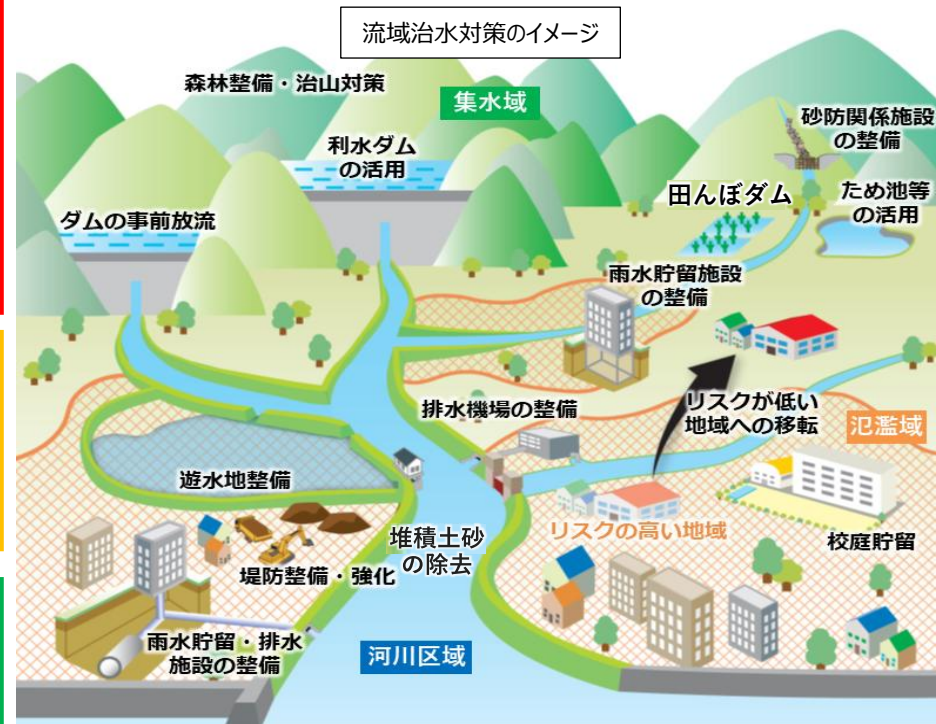 流域治水対策のイメージ
森林整備・治山対策
集水域
砂防関係施設
の整備
利水ダム
の活用
田んぼダム
ため池等
の活用
ダムの事前放流
雨水貯留施設
の整備
排水機場の整備
リスクが低い
地域への移転
氾濫域
遊水地整備
リスクの高い地域
堆積土砂
の除去
校庭貯留
堤防整備・強化
雨水貯留・排水
施設の整備
河川区域